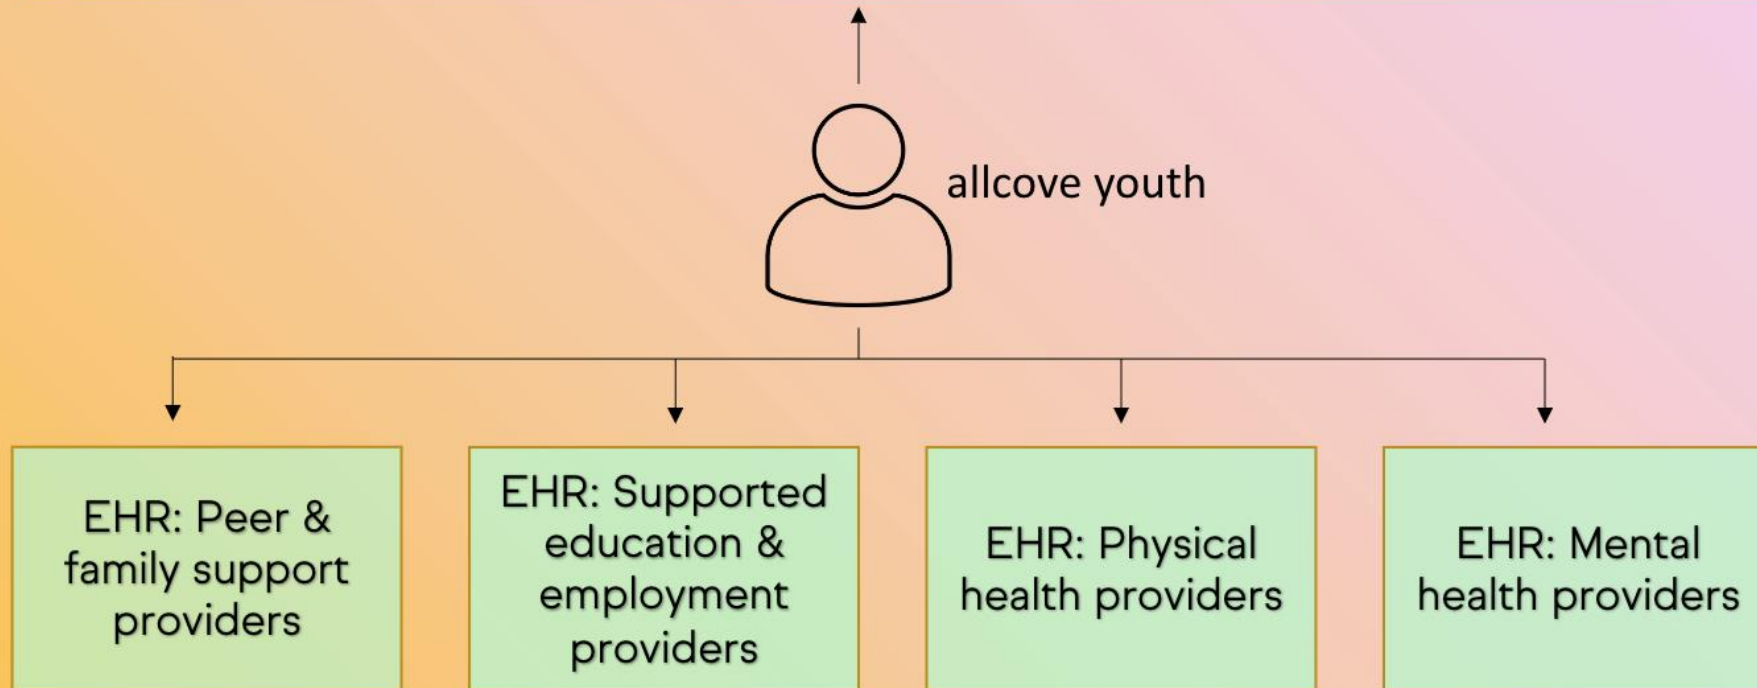 allcove youth
EHR: Peer &
family support
providers
EHR: Supported
education &
employment
providers
EHR: Physical
health providers
EHR: Mental
health providers